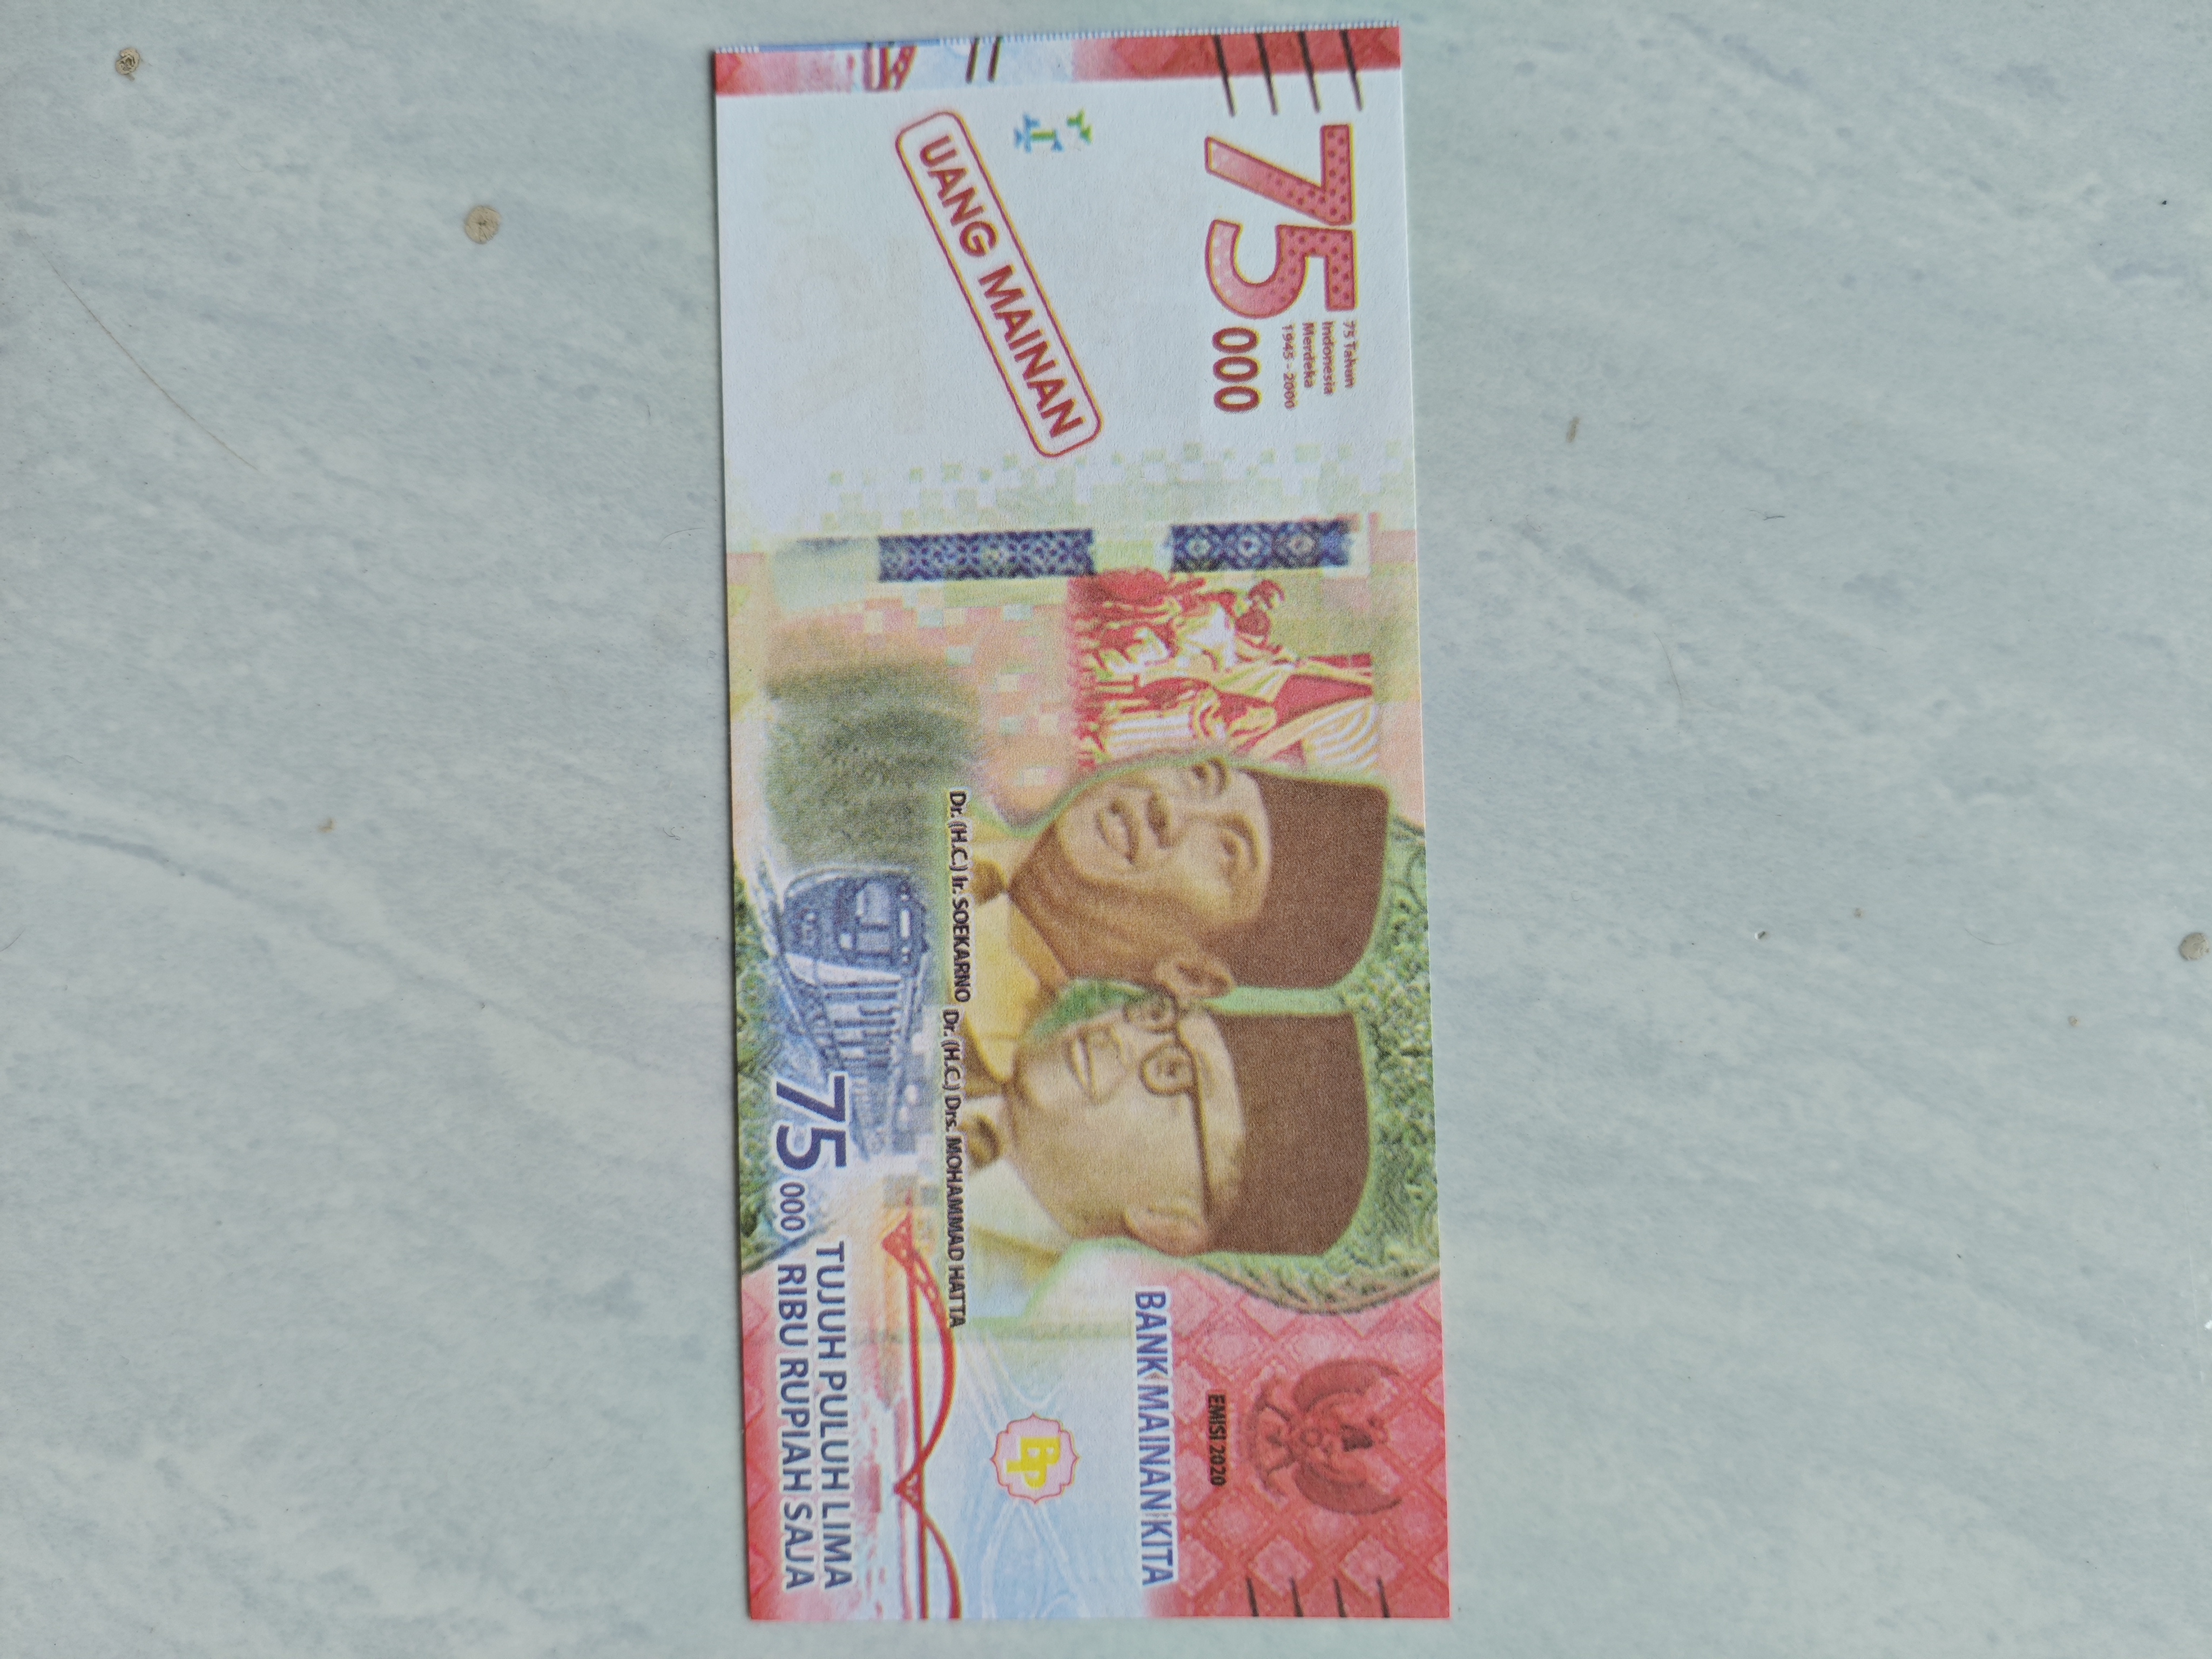 75 000
75 Tahun
Indonesia
Merdeka
1945 - 2000
UANG MAINAN
BANK MAINAN KITA
EMISI 2020
BP
Dr. (H.C.) Ir. SOEKARNO Dr. (H.C.) Drs. MOHAMMAD HATTA
75 000
TUJUH PULUH LIMA
RIBU RUPIAH SAJA